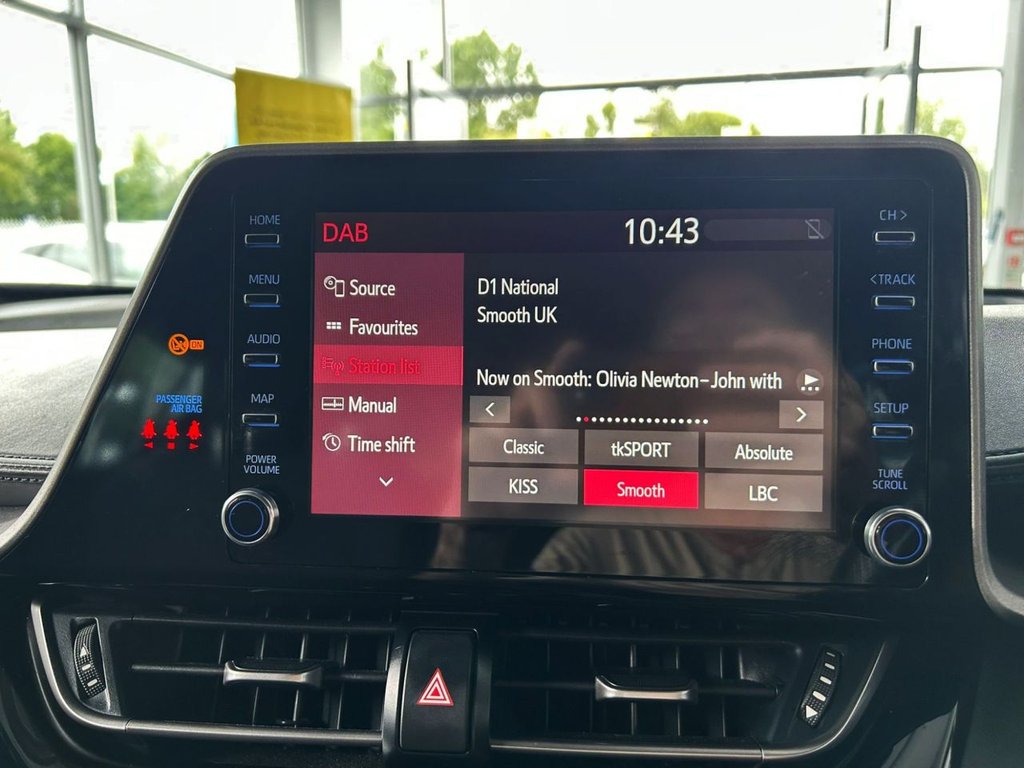 HOME
MENU
AUDIO
MAP
POWER
VOLUME
ON
PASSENGER
AIR BAG
DAB
10:43
Source
Favourites
Station list
Manual
Time shift
D1 National
Smooth UK
Now on Smooth: Olivia Newton-John with
Classic
tkSPORT
Absolute
KISS
Smooth
LBC
CH>
<TRACK
PHONE
SETUP
TUNE
SCROLL